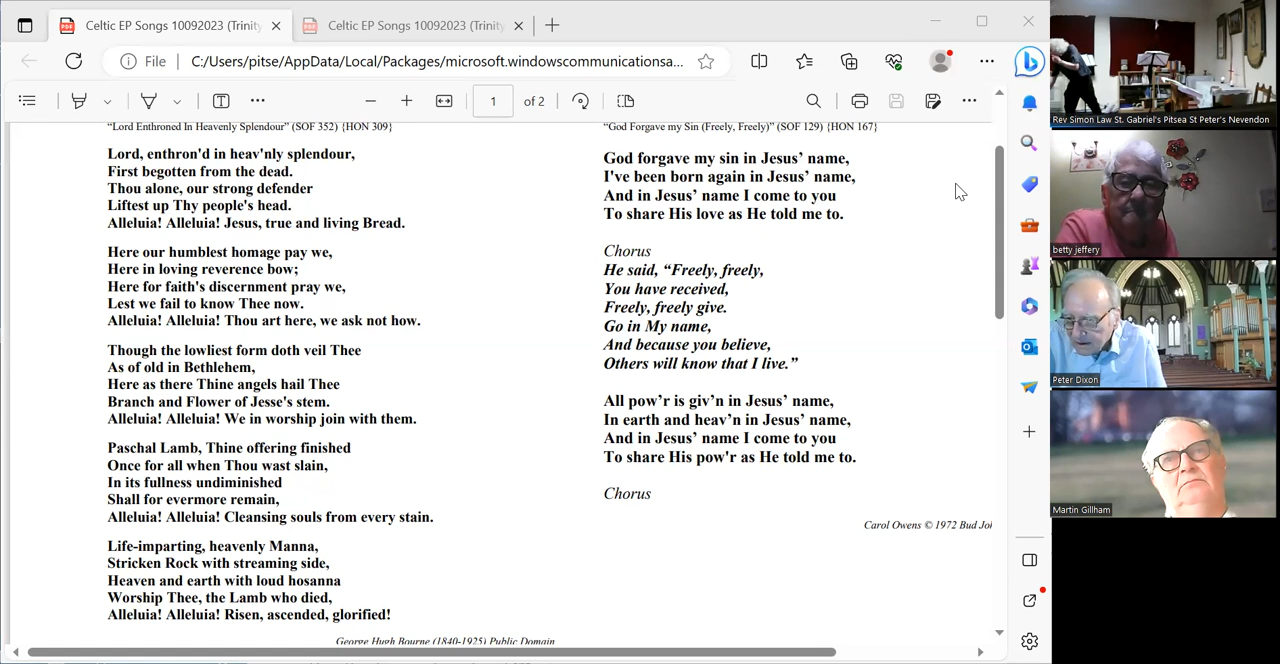 Celtic EP Songs 10092023 (Trinity
Celtic EP Songs 10092023 (Trinity
File
C:/Users/pitse/AppData/Local/Packages/microsoft.windowscommunicationsa...
1 of 2
"Lord Enthroned In Heavenly Splendour" (SOF 352) {HON 309}
Lord, enthron'd in heav'nly splendour,
First begotten from the dead.
Thou alone, our strong defender
Liftest up Thy people's head.
Alleluia! Alleluia! Jesus, true and living Bread.
Here our humblest homage pay we,
Here in loving reverence bow;
Here for faith's discernment pray we,
Lest we fail to know Thee now.
Alleluia! Alleluia! Thou art here, we ask not how.
Though the lowliest form doth veil Thee
As of old in Bethlehem,
Here as there Thine angels hail Thee
Branch and Flower of Jesse's stem.
Alleluia! Alleluia! We in worship join with them.
Paschal Lamb, Thine offering finished
Once for all when Thou wast slain,
In its fullness undiminished
Shall for evermore remain,
Alleluia! Alleluia! Cleansing souls from every stain.
Life-imparting, heavenly Manna,
Stricken Rock with streaming side,
Heaven and earth with loud hosanna
Worship Thee, the Lamb who died,
Alleluia! Alleluia! Risen, ascended, glorified!
George Hugh Bourne (1840-1925) Public Domain
"God Forgave my Sin (Freely, Freely)" (SOF 129) {HON 167}
God forgave my sin in Jesus' name,
I've been born again in Jesus' name,
And in Jesus' name I come to you
To share His love as He told me to.
Chorus
He said, "Freely, freely,
You have received,
Freely, freely give.
Go in My name,
And because you believe,
Others will know that I live."
All pow'r is giv'n in Jesus' name,
In earth and heav'n in Jesus' name,
And in Jesus' name I come to you
To share His pow'r as He told me to.
Chorus
Carol Owens © 1972 Bud Joh
Rev Simon Law St. Gabriel's Pitsea St Peter's Nevendon
betty jeffery
Peter Dixon
Martin Gillham